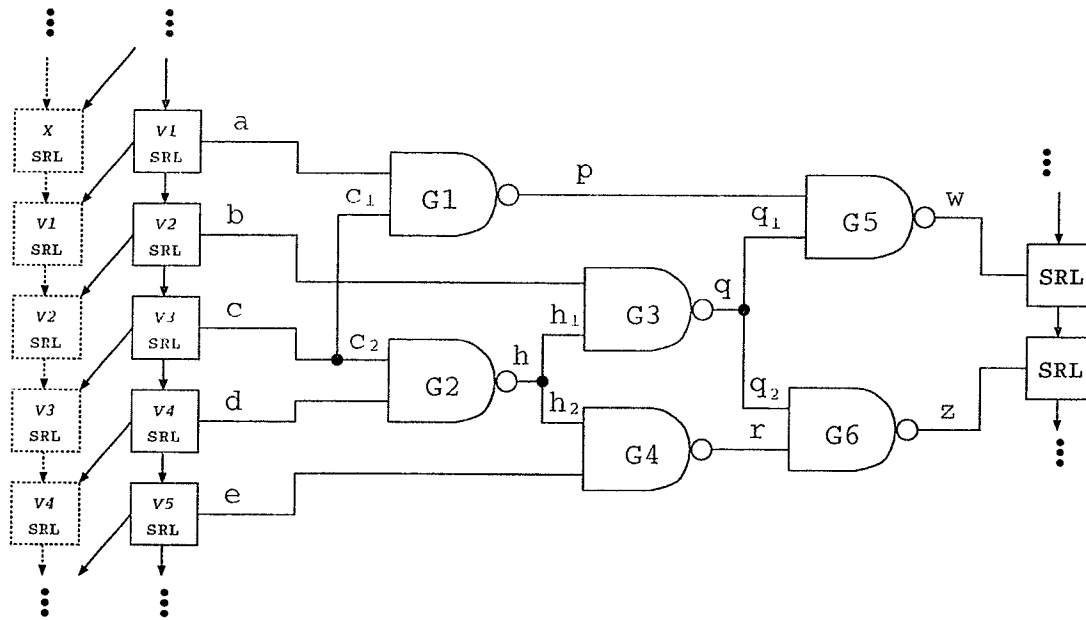 X
SRL
V1
SRL
V2
SRL
V3
SRL
V4
SRL
V1
SRL
V2
SRL
V3
SRL
V4
SRL
V5
SRL
a
b
c
d
e
c₁
c₂
G1
G2
h
h₁
h₂
G3
G4
p
q
q₁
q₂
r
G5
G6
w
z
SRL
SRL